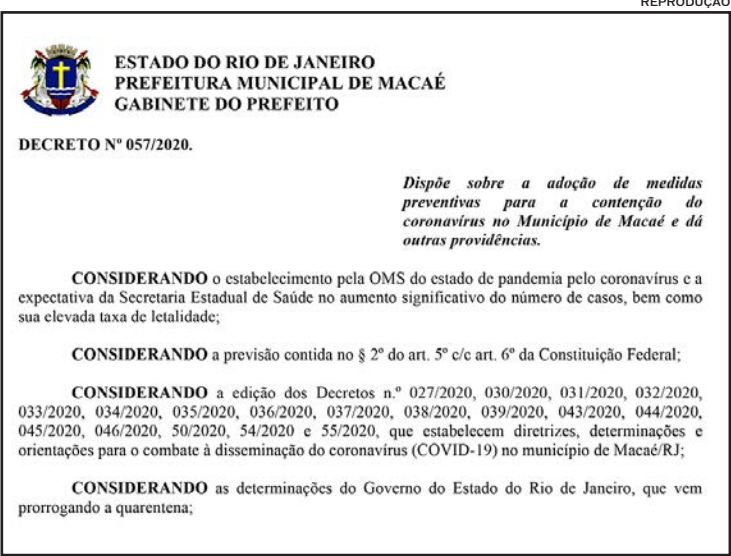 REPRODUÇÃO
ESTADO DO RIO DE JANEIRO
PREFEITURA MUNICIPAL DE MACAÉ
GABINETE DO PREFEITO
DECRETO Nº 057/2020.
Dispõe sobre a adoção de medidas
preventivas para a contenção do
coronavírus no Município de Macaé e dá
outras providências.
CONSIDERANDO o estabelecimento pela OMS do estado de pandemia pelo coronavírus e a
expectativa da Secretaria Estadual de Saúde no aumento significativo do número de casos, bem como
sua elevada taxa de letalidade;
CONSIDERANDO a previsão contida no § 2º do art. 5º c/c art. 6º da Constituição Federal;
CONSIDERANDO a edição dos Decretos n.º 027/2020, 030/2020, 031/2020, 032/2020,
033/2020, 034/2020, 035/2020, 036/2020, 037/2020, 038/2020, 039/2020, 043/2020, 044/2020,
045/2020, 046/2020, 50/2020, 54/2020 e 55/2020, que estabelecem diretrizes, determinações e
orientações para o combate à disseminação do coronavírus (COVID-19) no município de Macaé/RJ;
CONSIDERANDO as determinações do Governo do Estado do Rio de Janeiro, que vem
prorrogando a quarentena;